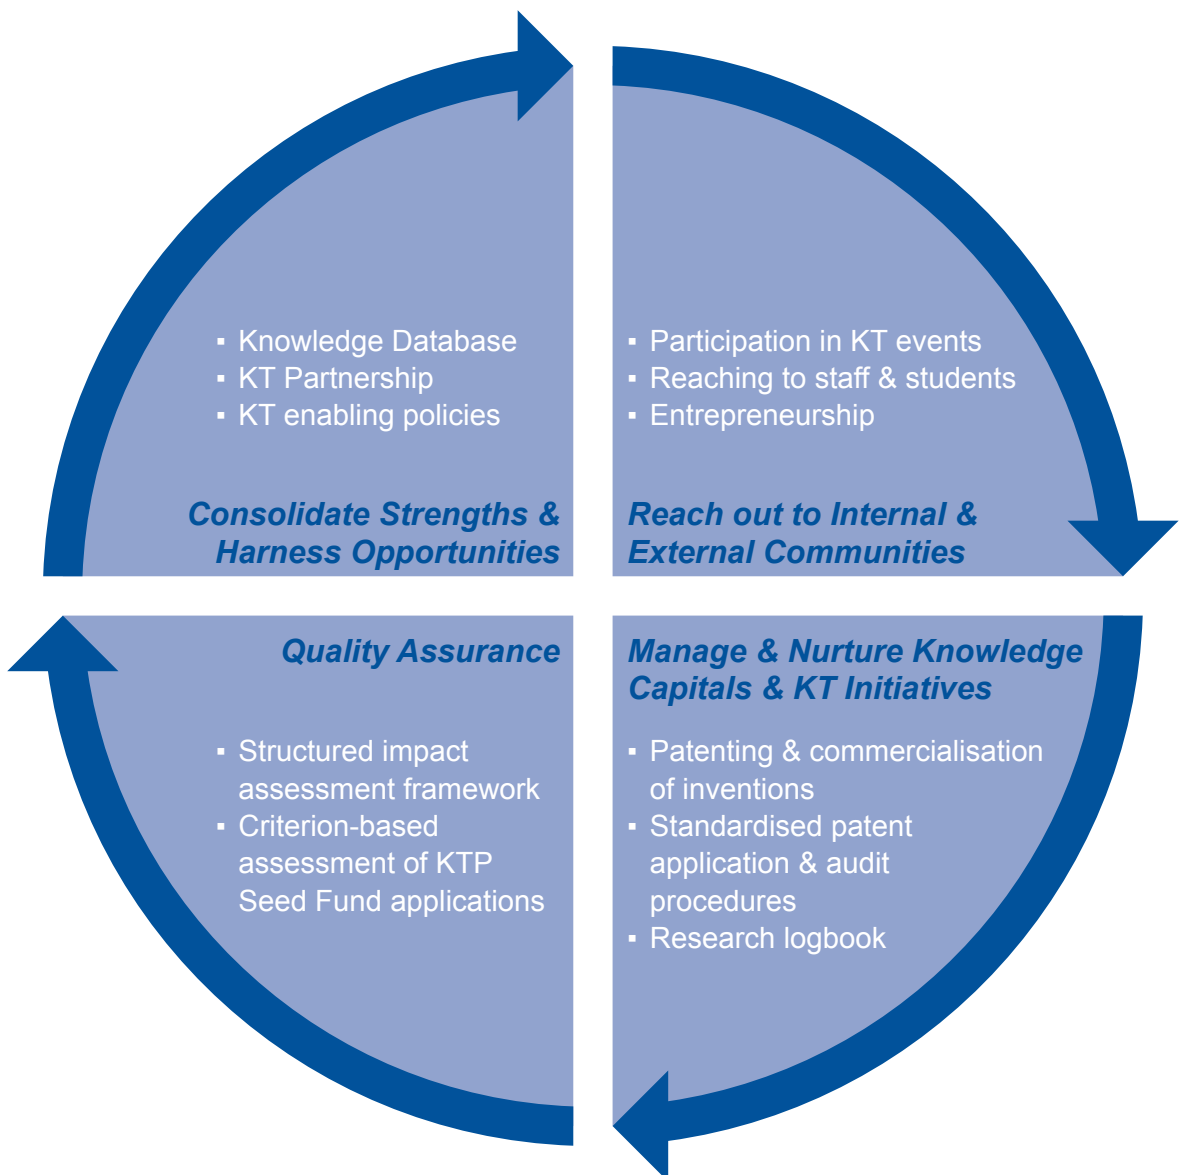 ▪ Knowledge Database
▪ KT Partnership
▪ KT enabling policies
Consolidate Strengths &
Harness Opportunities
▪ Participation in KT events
▪ Reaching to staff & students
▪ Entrepreneurship
Reach out to Internal &
External Communities
Quality Assurance
▪ Structured impact
assessment framework
▪ Criterion-based
assessment of KTP
Seed Fund applications
Manage & Nurture Knowledge
Capitals & KT Initiatives
▪ Patenting & commercialisation
of inventions
▪ Standardised patent
application & audit
procedures
▪ Research logbook